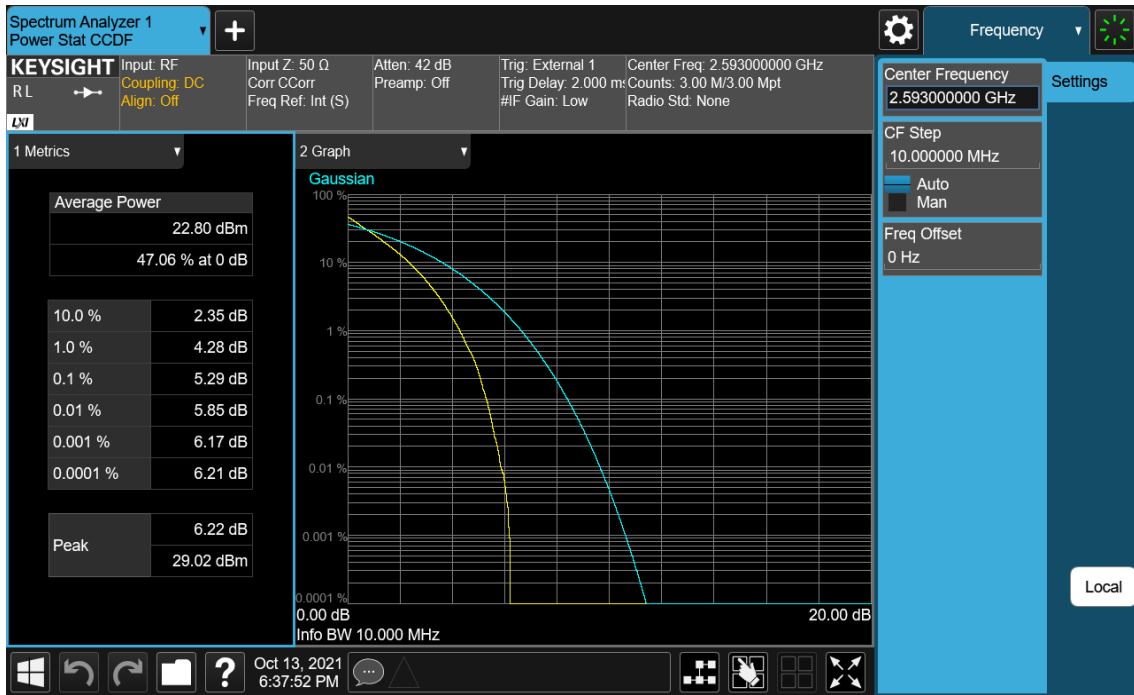 Spectrum Analyzer 1
Power Stat CCDF
Frequency
KEYSIGHT
R L
LXI
Input: RF
Coupling: DC
Align: Off
Input Z: 50 Ω
Corr CCorr
Freq Ref: Int (S)
Atten: 42 dB
Preamp: Off
Trig: External 1
Trig Delay: 2.000 ms
#IF Gain: Low
Center Freq: 2.593000000 GHz
Counts: 3.00 M/3.00 Mpt
Radio Std: None
Center Frequency
2.593000000 GHz
Settings
CF Step
10.000000 MHz
Auto
Man
Freq Offset
0 Hz
Local
1 Metrics
Average Power
22.80 dBm
47.06 % at 0 dB
10.0 % 2.35 dB
1.0 % 4.28 dB
0.1 % 5.29 dB
0.01 % 5.85 dB
0.001 % 6.17 dB
0.0001 % 6.21 dB
Peak
6.22 dB
29.02 dBm
2 Graph
Gaussian
100 %
10 %
1 %
0.1 %
0.01 %
0.001 %
0.0001 %
0.00 dB 20.00 dB
Info BW 10.000 MHz
?
Oct 13, 2021
6:37:52 PM